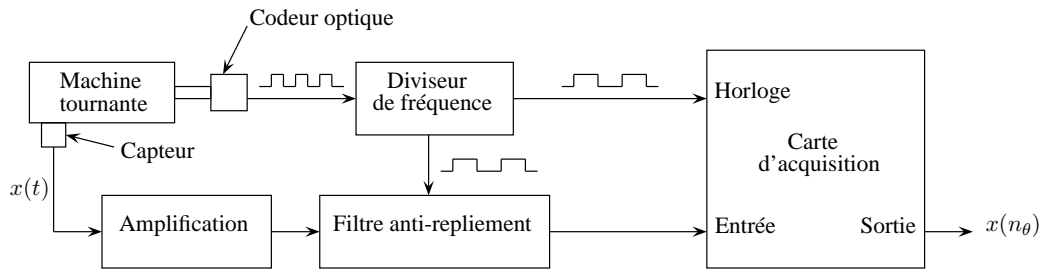 Codeur optique
Machine
tournante
Diviseur
de fréquence
Horloge
Capteur
Carte
d'acquisition
x(t)
Amplification
Filtre anti-repliement
Entrée
Sortie
x(n_θ)